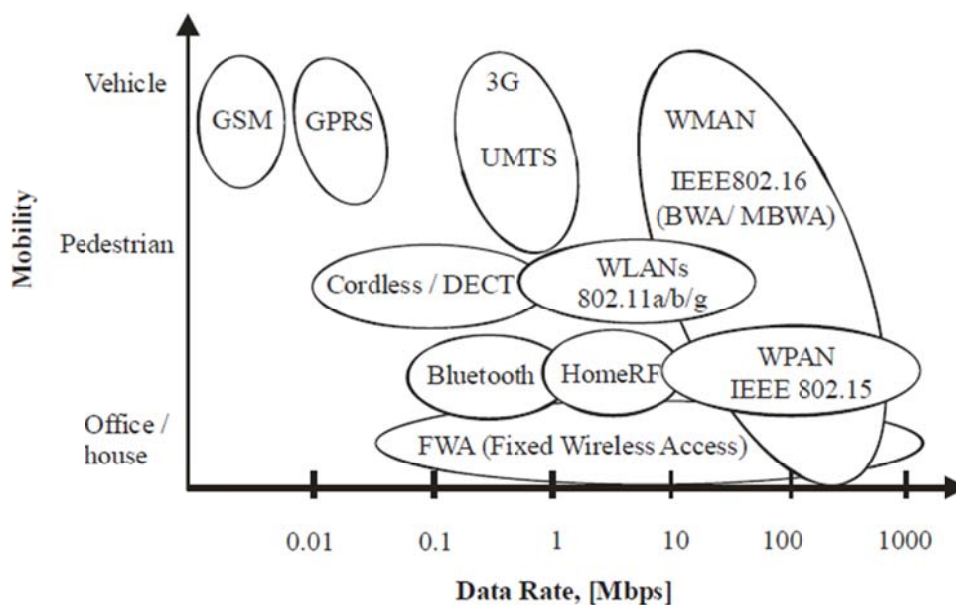 Vehicle
GSM
GPRS
3G
UMTS
WMAN
IEEE802.16
(BWA/ MBWA)
Mobility
Pedestrian
Cordless / DECT
WLANs
802.11a/b/g
Bluetooth
HomeRF
WPAN
IEEE 802.15
Office /
house
FWA (Fixed Wireless Access)
0.01
0.1
1
10
100
1000
Data Rate, [Mbps]